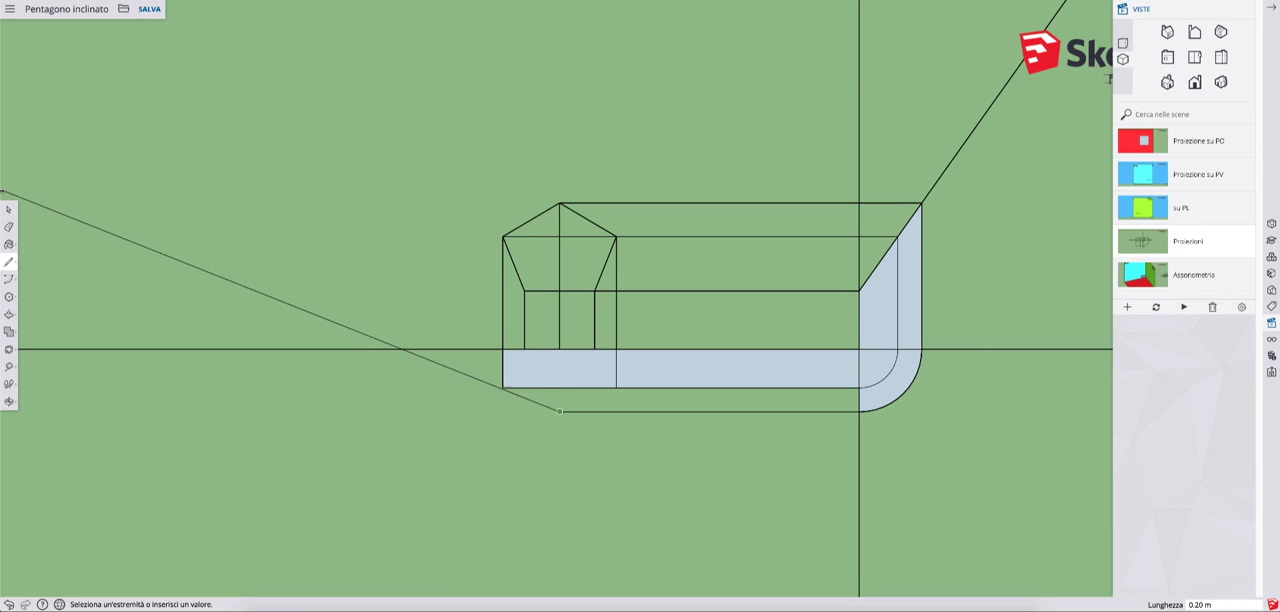 Pentagono inclinato
SALVA
VISTE
Ske
Cerca nelle scene
Proiezione su PO
Proiezione su PV
su PL
Proiezioni
Assonometria
Seleziona un'estremità o inserisci un valore.
Lunghezza 0.20 m